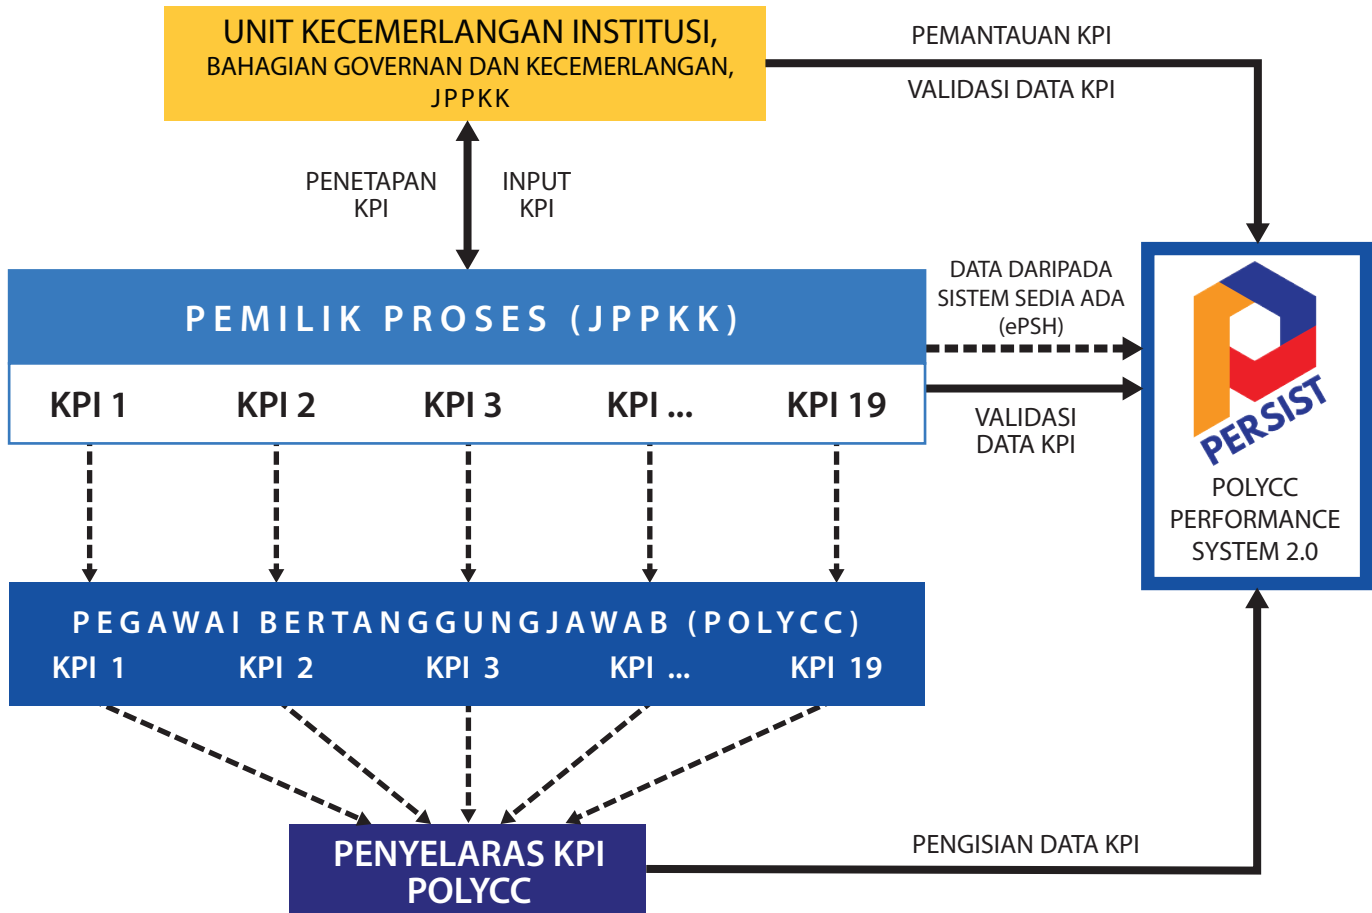 UNIT KECEMERLANGAN INSTITUSI,
BAHAGIAN GOVERNAN DAN KECEMERLANGAN,
JPPKK
PEMANTAUAN KPI
VALIDASI DATA KPI
PENETAPAN
KPI
INPUT
KPI
PEMILIK PROSES (JPPKK)
KPI 1 KPI 2 KPI 3 KPI ... KPI 19
DATA DARIPADA
SISTEM SEDIA ADA
(ePSH)
VALIDASI
DATA KPI
PERSIST
POLYCC
PERFORMANCE
SYSTEM 2.0
PEGAWAI BERTANGGUNGJAWAB (POLYCC)
KPI 1 KPI 2 KPI 3 KPI ... KPI 19
PENYELARAS KPI
POLYCC
PENGISIAN DATA KPI